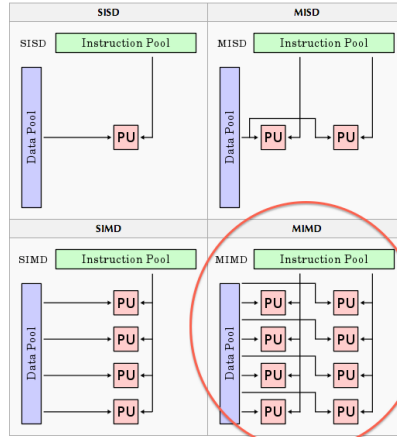 SISD
MISD
SISD
Instruction Pool
Data Pool
PU
MISD
Instruction Pool
Data Pool
PU
PU
SIMD
MIMD
SIMD
Instruction Pool
Data Pool
PU
PU
PU
PU
MIMD
Instruction Pool
Data Pool
PU
PU
PU
PU
PU
PU
PU
PU